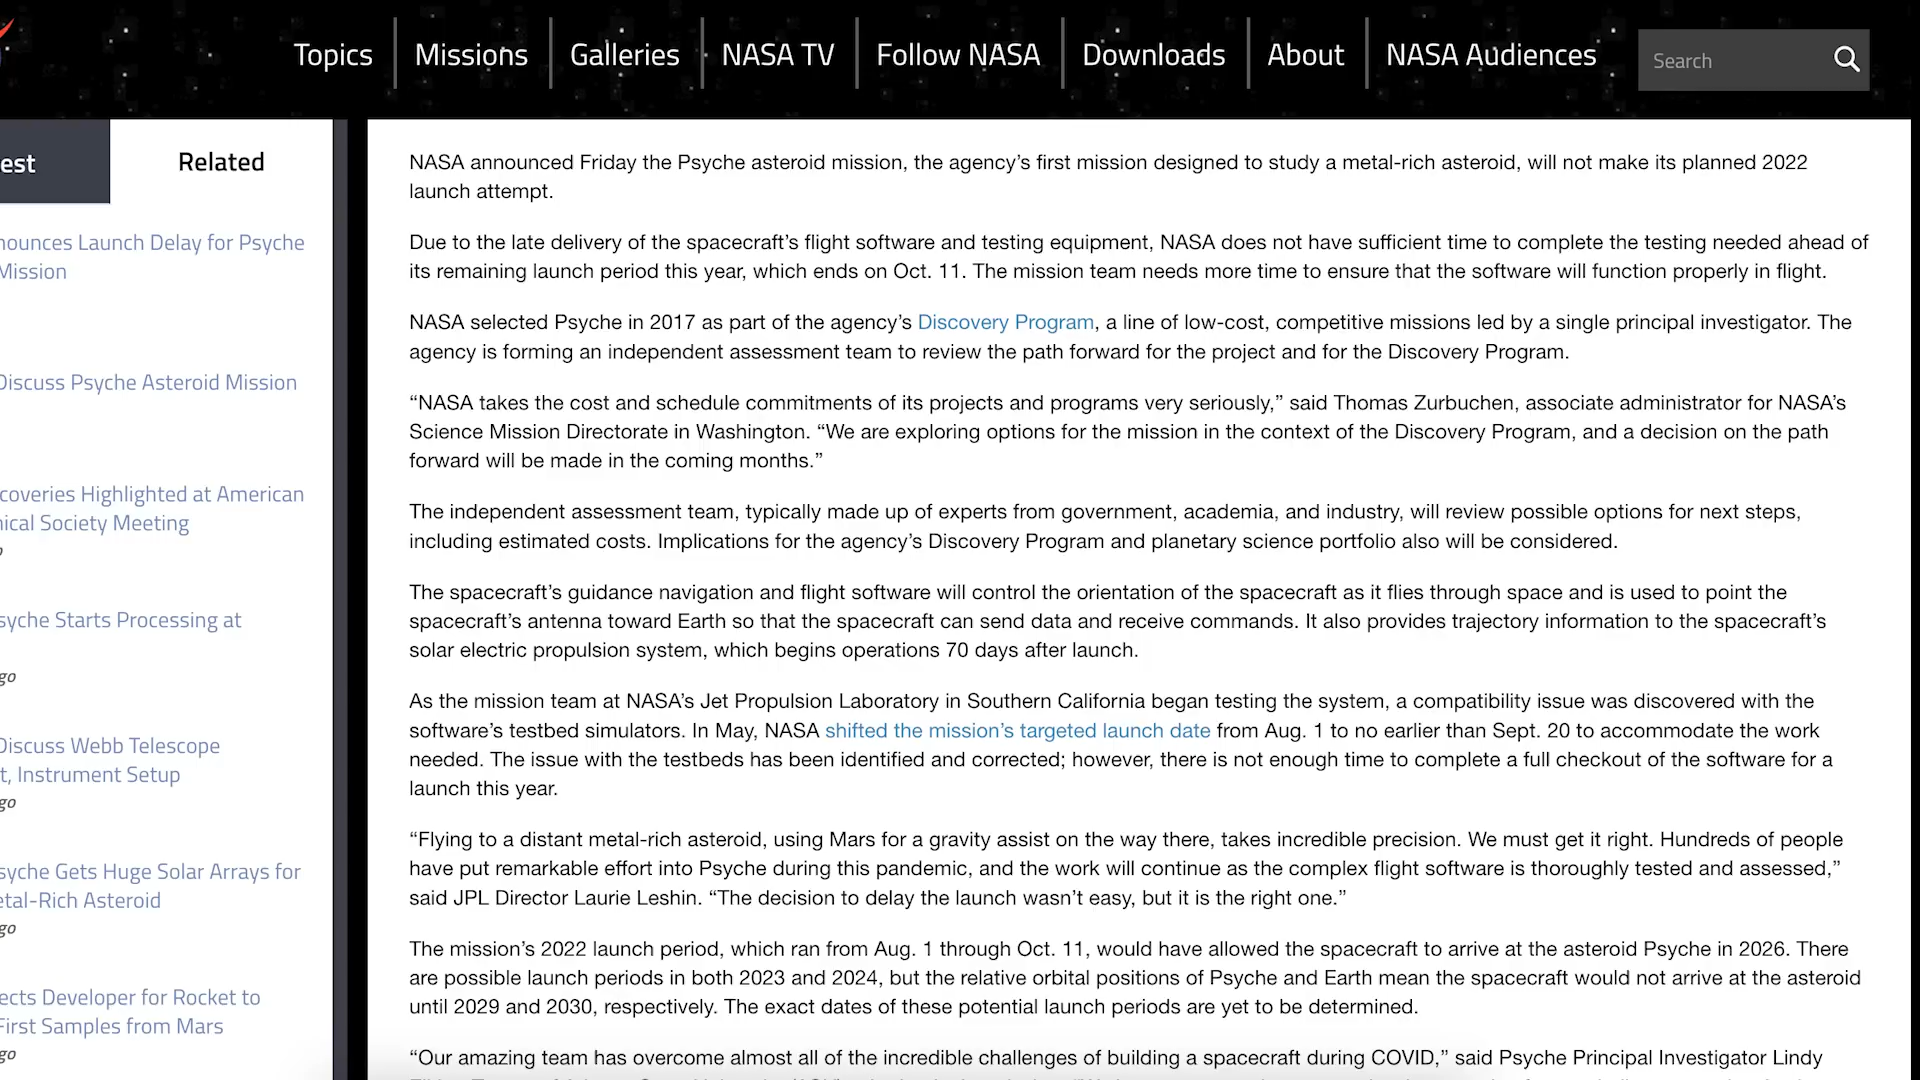 Topics
Missions
Galleries
NASA TV
Follow NASA
Downloads
About
NASA Audiences
Search
Related
Launch Delay for Psyche
Mission
Discuss Psyche Asteroid Mission
Highlighted at American
Society Meeting
Starts Processing at
Discuss Webb Telescope
Instrument Setup
Gets Huge Solar Arrays for
Asteroid
Developer for Rocket to
First Samples from Mars
NASA announced Friday the Psyche asteroid mission, the agency’s first mission designed to study a metal-rich asteroid, will not make its planned 2022
launch attempt.
Due to the late delivery of the spacecraft’s flight software and testing equipment, NASA does not have sufficient time to complete the testing needed ahead of
its remaining launch period this year, which ends on Oct. 11. The mission team needs more time to ensure that the software will function properly in flight.
NASA selected Psyche in 2017 as part of the agency’s Discovery Program, a line of low-cost, competitive missions led by a single principal investigator. The
agency is forming an independent assessment team to review the path forward for the project and for the Discovery Program.
“NASA takes the cost and schedule commitments of its projects and programs very seriously,” said Thomas Zurbuchen, associate administrator for NASA’s
Science Mission Directorate in Washington. “We are exploring options for the mission in the context of the Discovery Program, and a decision on the path
forward will be made in the coming months.”
The independent assessment team, typically made up of experts from government, academia, and industry, will review possible options for next steps,
including estimated costs. Implications for the agency’s Discovery Program and planetary science portfolio also will be considered.
The spacecraft’s guidance navigation and flight software will control the orientation of the spacecraft as it flies through space and is used to point the
spacecraft’s antenna toward Earth so that the spacecraft can send data and receive commands. It also provides trajectory information to the spacecraft’s
solar electric propulsion system, which begins operations 70 days after launch.
As the mission team at NASA’s Jet Propulsion Laboratory in Southern California began testing the system, a compatibility issue was discovered with the
software’s testbed simulators. In May, NASA shifted the mission’s targeted launch date from Aug. 1 to no earlier than Sept. 20 to accommodate the work
needed. The issue with the testbeds has been identified and corrected; however, there is not enough time to complete a full checkout of the software for a
launch this year.
“Flying to a distant metal-rich asteroid, using Mars for a gravity assist on the way there, takes incredible precision. We must get it right. Hundreds of people
have put remarkable effort into Psyche during this pandemic, and the work will continue as the complex flight software is thoroughly tested and assessed,”
said JPL Director Laurie Leshin. “The decision to delay the launch wasn’t easy, but it is the right one.”
The mission’s 2022 launch period, which ran from Aug. 1 through Oct. 11, would have allowed the spacecraft to arrive at the asteroid Psyche in 2026. There
are possible launch periods in both 2023 and 2024, but the relative orbital positions of Psyche and Earth mean the spacecraft would not arrive at the asteroid
until 2029 and 2030, respectively. The exact dates of these potential launch periods are yet to be determined.
“Our amazing team has overcome almost all of the incredible challenges of building a spacecraft during COVID,” said Psyche Principal Investigator Lindy